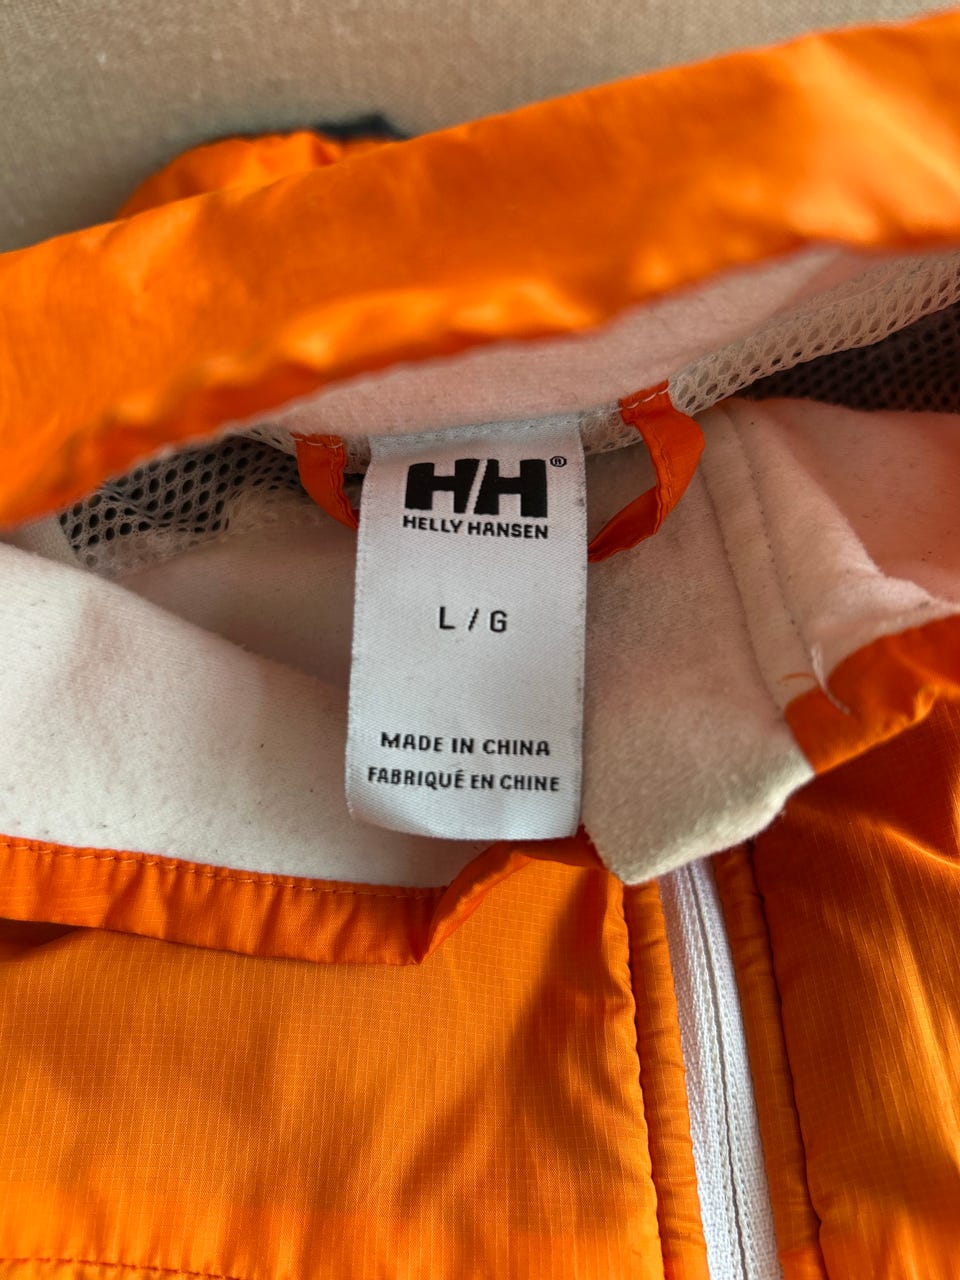 HH®
HELLY HANSEN
L / G
MADE IN CHINA
FABRIQUÉ EN CHINE